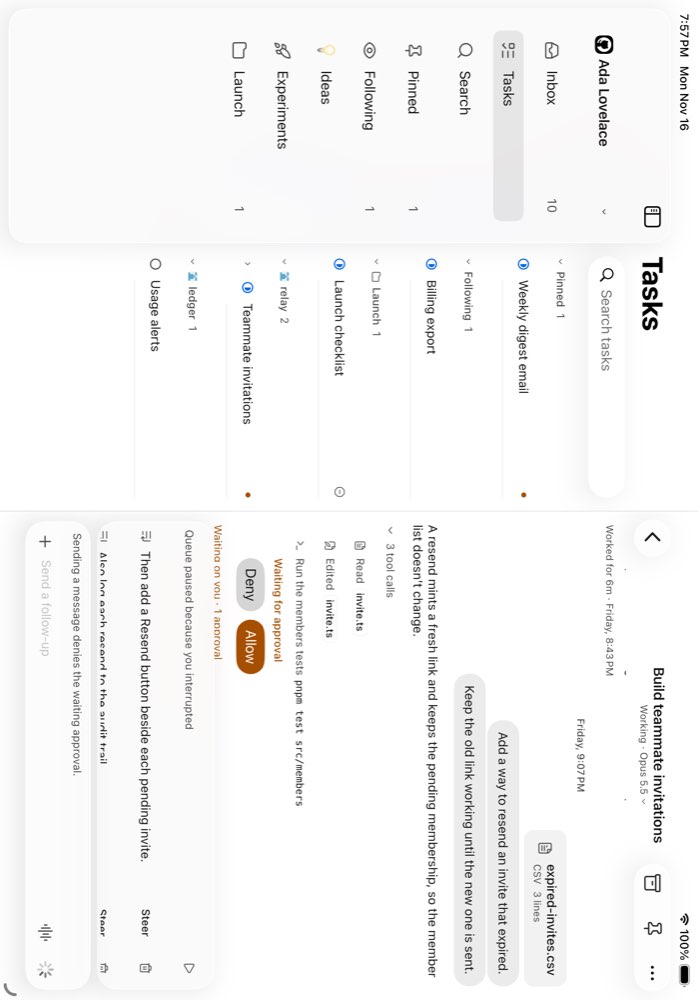 7:57 PM Mon Nov 16
100%
Ada Lovelace
Inbox 10
Tasks
Search
Pinned 1
Following 1
Ideas
Experiments
Launch 1
Tasks
Search tasks
Pinned 1
Weekly digest email
Following 1
Billing export
Launch 1
Launch checklist
relay 2
Teammate invitations
ledger 1
Usage alerts
Build teammate invitations
Working · Opus 5.5
Worked for 6m · Friday, 8:43 PM
Friday, 9:07 PM
expired-invites.csv
CSV 3 lines
Add a way to resend an invite that expired.
Keep the old link working until the new one is sent.
A resend mints a fresh link and keeps the pending membership, so the member
list doesn't change.
3 tool calls
Read invite.ts
Edited invite.ts
Run the members tests pnpm test src/members
Waiting for approval
Deny Allow
Waiting on you · 1 approval
Queue paused because you interrupted
Then add a Resend button beside each pending invite. Steer
Also log each resend to the audit trail Steer
Sending a message denies the waiting approval.
Send a follow-up